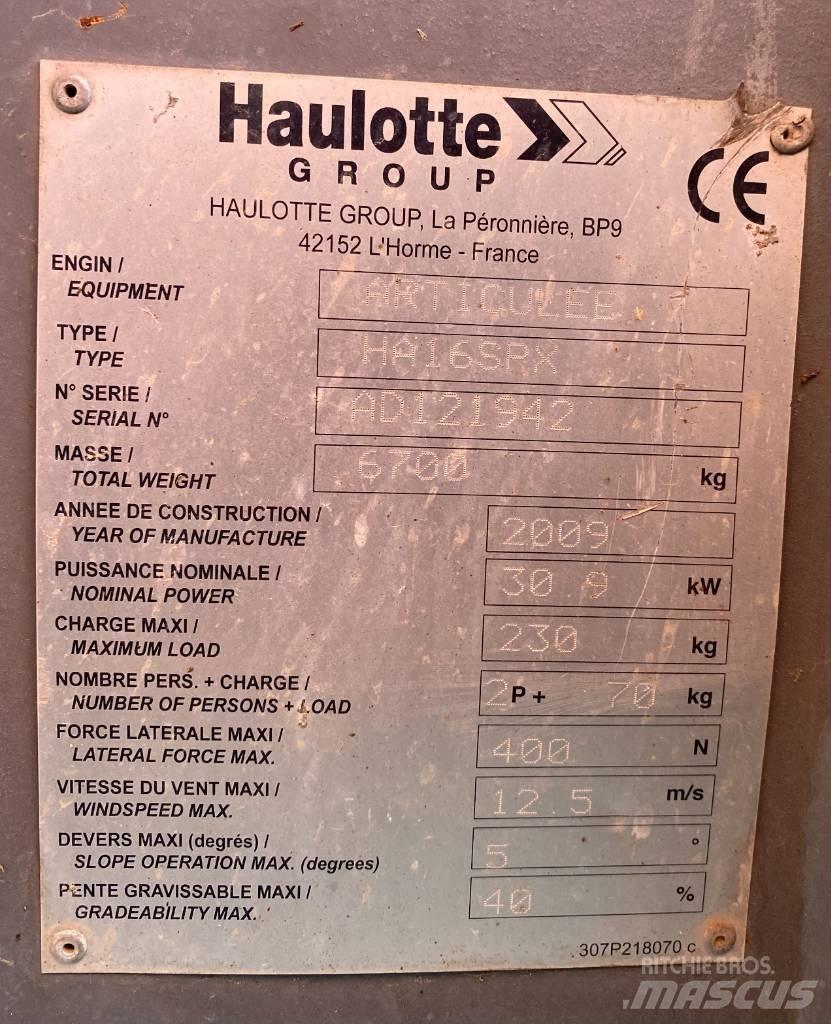 Haulotte
GROUP
CE
HAULOTTE GROUP, La Péronnière, BP9
42152 L'Horme - France
ENGIN /
EQUIPMENT
ARTICULEE
TYPE /
TYPE
HA16SPX
N° SERIE /
SERIAL N°
AD121942
MASSE /
TOTAL WEIGHT
6700 kg
ANNEE DE CONSTRUCTION /
YEAR OF MANUFACTURE
2009
PUISSANCE NOMINALE /
NOMINAL POWER
30.9 kW
CHARGE MAXI /
MAXIMUM LOAD
230 kg
NOMBRE PERS. + CHARGE /
NUMBER OF PERSONS + LOAD
2P+ 70 kg
FORCE LATERALE MAXI /
LATERAL FORCE MAX.
400 N
VITESSE DU VENT MAXI /
WINDSPEED MAX.
12.5 m/s
DEVERS MAXI (degrés) /
SLOPE OPERATION MAX. (degrees)
5 °
PENTE GRAVISSABLE MAXI /
GRADEABILITY MAX.
40 %
307P218070 c
RITCHIE BROS.
MASCUS